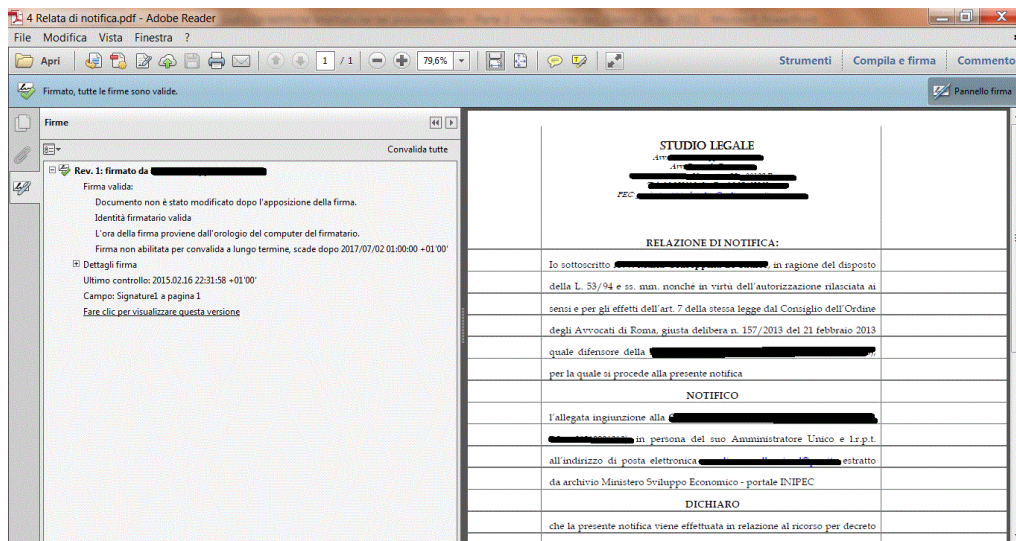 4 Relata di notifica.pdf - Adobe Reader
File Modifica Vista Finestra ?
Apri 1 / 1 79,6% Strumenti Compila e firma Commento
Firmato, tutte le firme sono valide. Pannello firma
Firme
Convalida tutte
Rev. 1: firmato da
Firma valida:
Documento non è stato modificato dopo l'apposizione della firma.
Identità firmatario valida
L'ora della firma proviene dall'orologio del computer del firmatario.
Firma non abilitata per convalida a lungo termine, scade dopo 2017/07/02 01:00:00 +01'00'
Dettagli firma
Ultimo controllo: 2015.02.16 22:31:58 +01'00'
Campo: Signature1 a pagina 1
Fare clic per visualizzare questa versione
STUDIO LEGALE
PEC
RELAZIONE DI NOTIFICA:
Io sottoscritto , in ragione del disposto
della L. 53/94 e ss. mm. nonché in virtù dell'autorizzazione rilasciata ai
sensi e per gli effetti dell'art. 7 della stessa legge dal Consiglio dell'Ordine
degli Avvocati di Roma, giusta delibera n. 157/2013 del 21 febbraio 2013
quale difensore della
per la quale si procede alla presente notifica
NOTIFICO
l'allegata ingiunzione alla
in persona del suo Amministratore Unico e l.r.p.t.
all'indirizzo di posta elettronica estratto
da archivio Ministero Sviluppo Economico - portale INIPEC
DICHIARO
che la presente notifica viene effettuata in relazione al ricorso per decreto